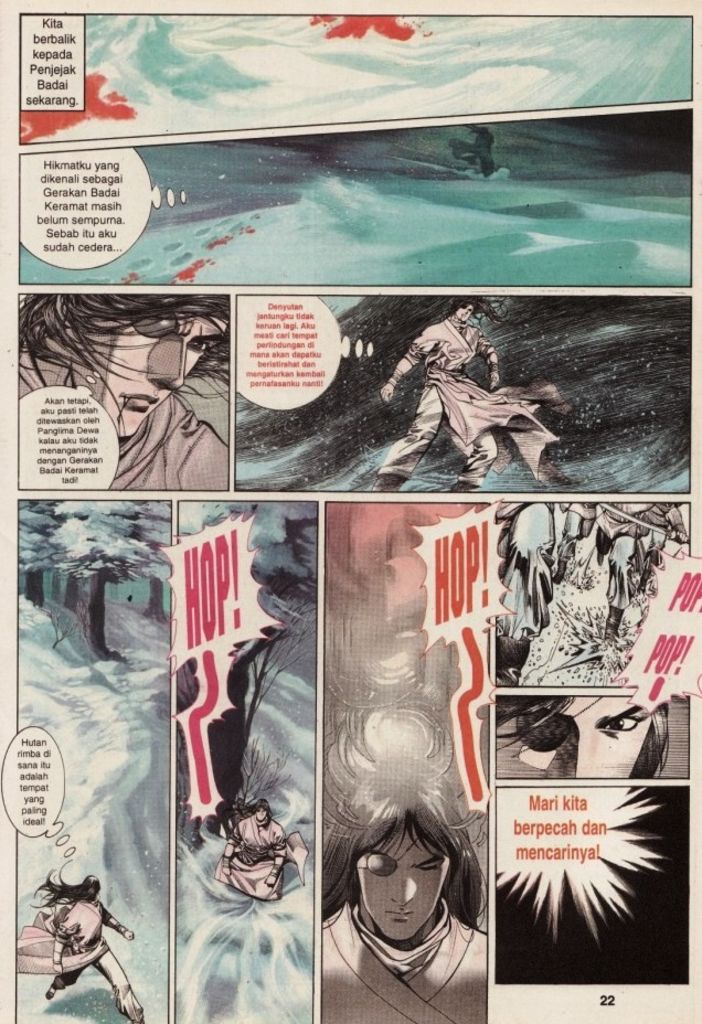 Kita
berbalik
kepada
Penjejak
Badai
sekarang.
Hikmatku yang
dikenali sebagai
Gerakan Badai
Keramat masih
belum sempurna.
Sebab itu aku
sudah cedera...
Akan tetapi,
aku pasti telah
ditewaskan oleh
Panglima Dewa
kalau aku tidak
menanganinya
dengan Gerakan
Badai Keramat
tadi!
Denyutan
jantungku tidak
keruan lagi. Aku
mesti cari tempat
perlindungan di
mana akan dapatku
beristirehat dan
mengaturkan kembali
pernafasanku nanti!
Hutan
rimba di
sana itu
adalah
tempat
yang
paling
ideal!
HOP!
?
HOP!
?
POP!
POP!
Mari kita
berpecah dan
mencarinya!
22